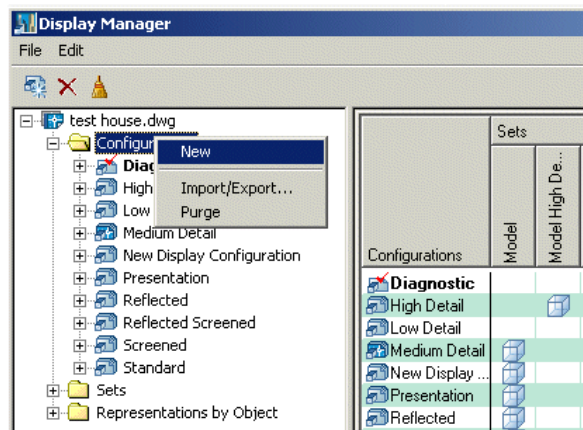 Display Manager
File Edit
test house.dwg
New
Import/Export...
Purge
High
Low
Medium Detail
New Display Configuration
Presentation
Reflected
Reflected Screened
Screened
Standard
Sets
Representations by Object
Sets
Configurations
Model
Model High De...
Diagnostic
High Detail
Low Detail
Medium Detail
New Display ...
Presentation
Reflected